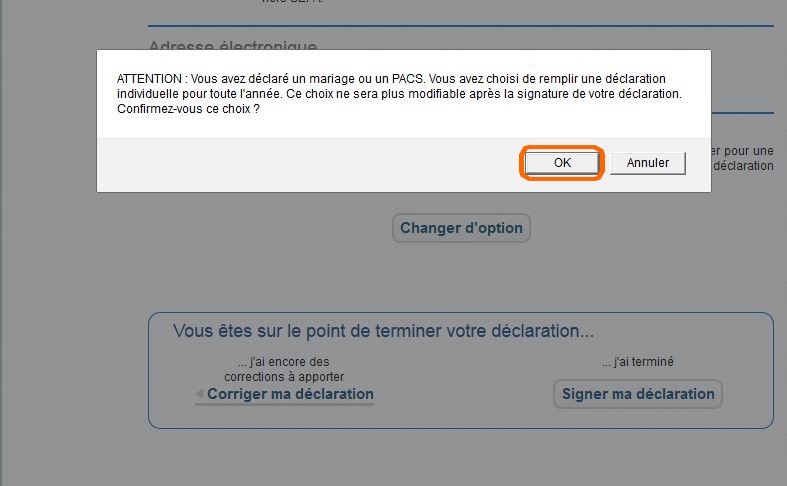 hors SEPA.
Adresse électronique
ATTENTION : Vous avez déclaré un mariage ou un PACS. Vous avez choisi de remplir une déclaration
individuelle pour toute l'année. Ce choix ne sera plus modifiable après la signature de votre déclaration.
Confirmez-vous ce choix ?
OK
Annuler
er pour une
déclaration
Changer d'option
Vous êtes sur le point de terminer votre déclaration...
... j'ai encore des
corrections à apporter
Corriger ma déclaration
... j'ai terminé
Signer ma déclaration